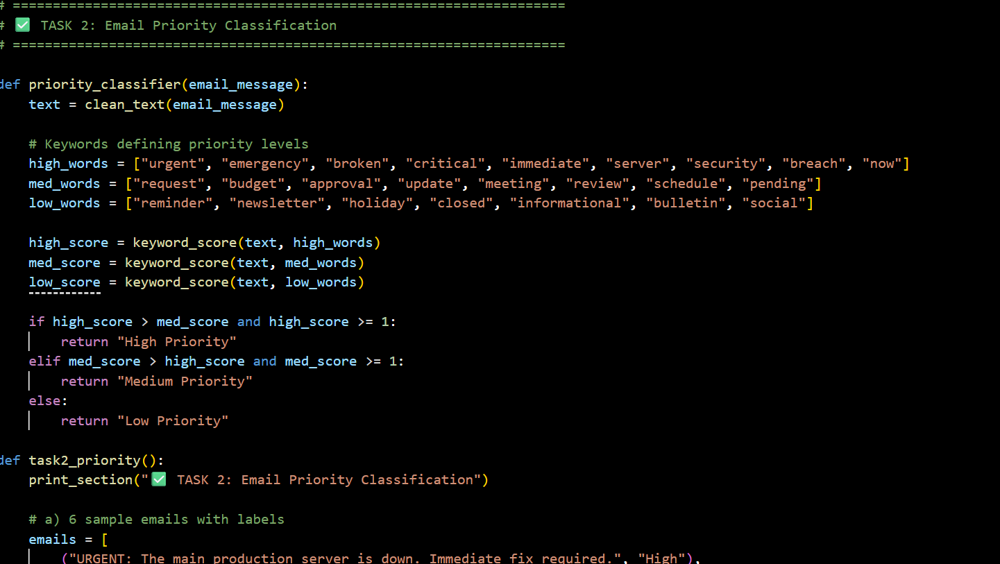 # =====================================================================
# ✅ TASK 2: Email Priority Classification
# =====================================================================
def priority_classifier(email_message):
    text = clean_text(email_message)
    # Keywords defining priority levels
    high_words = ["urgent", "emergency", "broken", "critical", "immediate", "server", "security", "breach", "now"]
    med_words = ["request", "budget", "approval", "update", "meeting", "review", "schedule", "pending"]
    low_words = ["reminder", "newsletter", "holiday", "closed", "informational", "bulletin", "social"]
    high_score = keyword_score(text, high_words)
    med_score = keyword_score(text, med_words)
    low_score = keyword_score(text, low_words)
    if high_score > med_score and high_score >= 1:
        return "High Priority"
    elif med_score > high_score and med_score >= 1:
        return "Medium Priority"
    else:
        return "Low Priority"
def task2_priority():
    print_section("✅ TASK 2: Email Priority Classification")
    # a) 6 sample emails with labels
    emails = [
        ("URGENT: The main production server is down. Immediate fix required.", "High"),